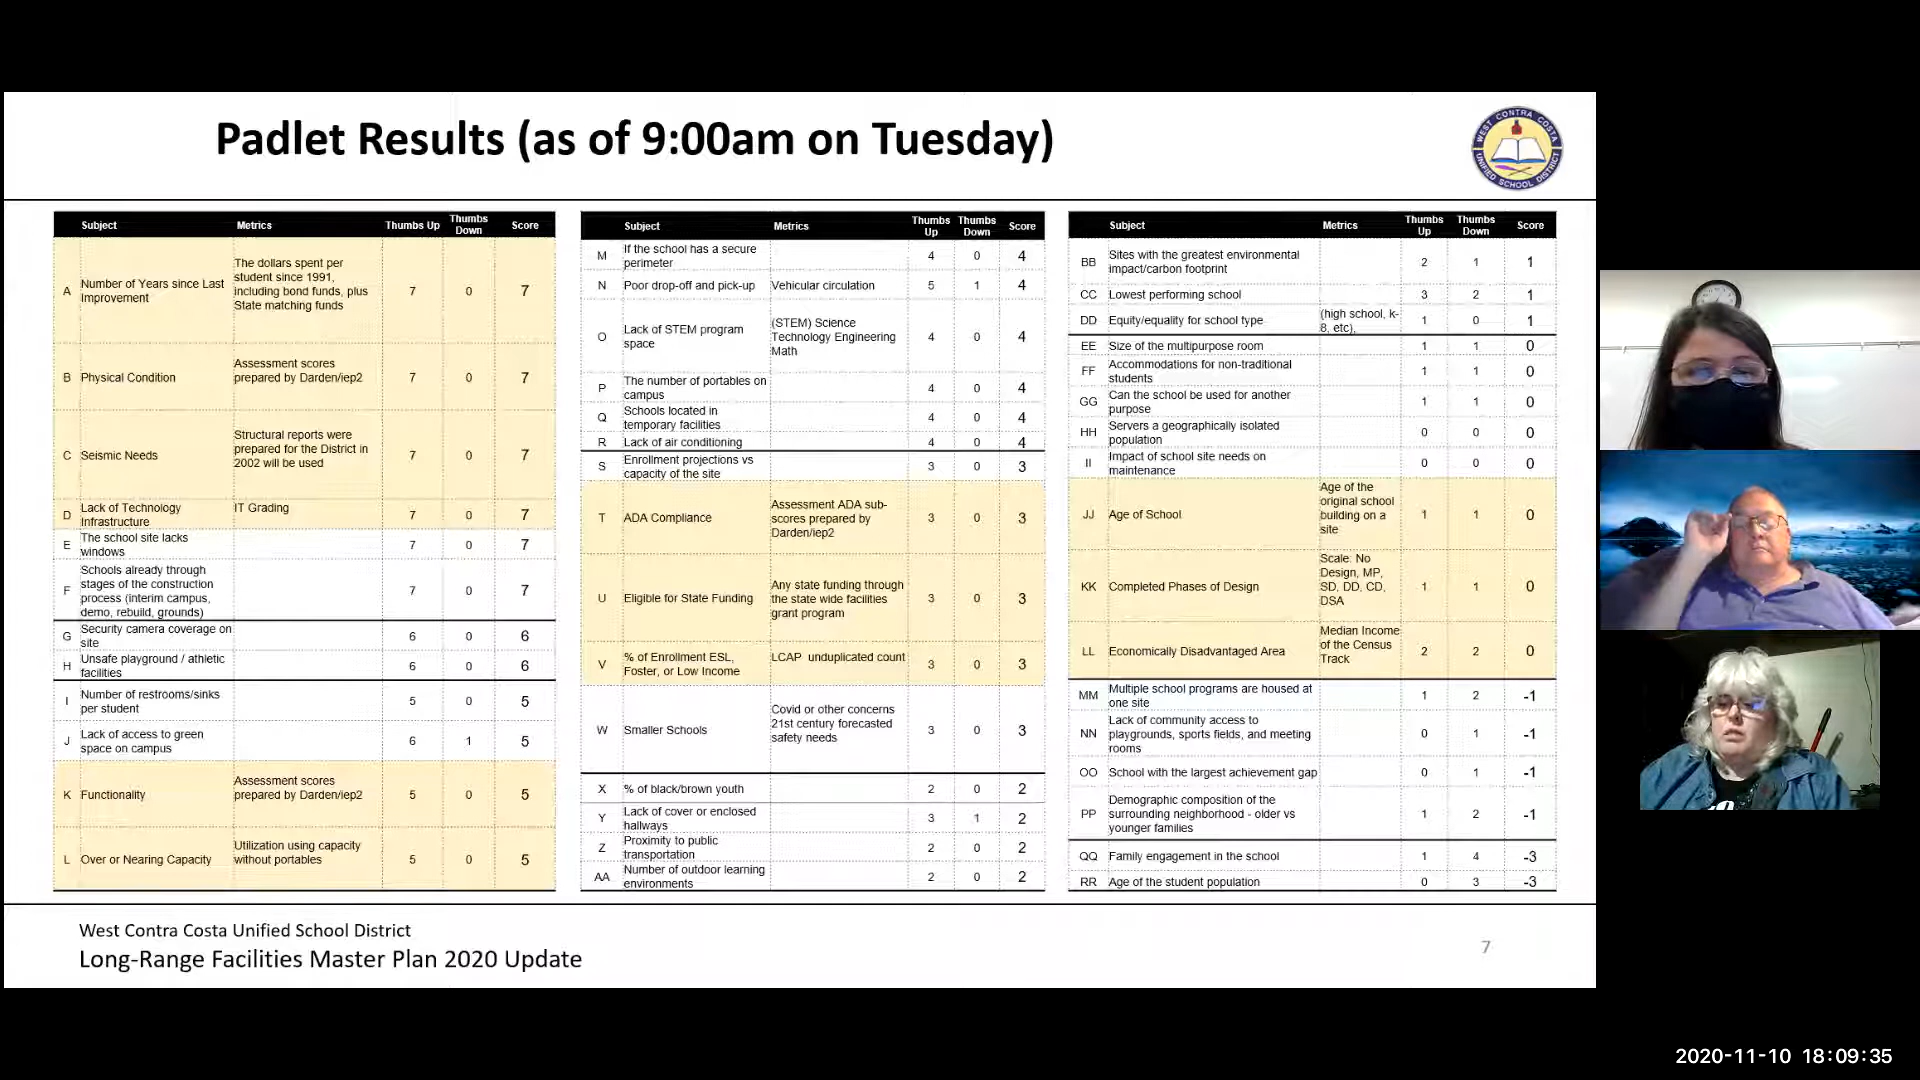 Padlet Results (as of 9:00am on Tuesday)
WEST CONTRA COSTA
UNIFIED SCHOOL DISTRICT
Subject Metrics Thumbs Up Thumbs Down Score
A Number of Years since Last Improvement The dollars spent per student since 1991, including bond funds, plus State matching funds 7 0 7
B Physical Condition Assessment scores prepared by Darden/iep2 7 0 7
C Seismic Needs Structural reports were prepared for the District in 2002 will be used 7 0 7
D Lack of Technology Infrastructure IT Grading 7 0 7
E The school site lacks windows 7 0 7
F Schools already through stages of the construction process (interim campus, demo, rebuild, grounds) 7 0 7
G Security camera coverage on site 6 0 6
H Unsafe playground / athletic facilities 6 0 6
I Number of restrooms/sinks per student 5 0 5
J Lack of access to green space on campus 6 1 5
K Functionality Assessment scores prepared by Darden/iep2 5 0 5
L Over or Nearing Capacity Utilization using capacity without portables 5 0 5
Subject Metrics Thumbs Up Thumbs Down Score
M If the school has a secure perimeter 4 0 4
N Poor drop-off and pick-up Vehicular circulation 5 1 4
O Lack of STEM program space (STEM) Science Technology Engineering Math 4 0 4
P The number of portables on campus 4 0 4
Q Schools located in temporary facilities 4 0 4
R Lack of air conditioning 4 0 4
S Enrollment projections vs capacity of the site 3 0 3
T ADA Compliance Assessment ADA sub-scores prepared by Darden/iep2 3 0 3
U Eligible for State Funding Any state funding through the state wide facilities grant program 3 0 3
V % of Enrollment ESL, Foster, or Low Income LCAP unduplicated count 3 0 3
W Smaller Schools Covid or other concerns 21st century forecasted safety needs 3 0 3
X % of black/brown youth 2 0 2
Y Lack of cover or enclosed hallways 3 1 2
Z Proximity to public transportation 2 0 2
AA Number of outdoor learning environments 2 0 2
Subject Metrics Thumbs Up Thumbs Down Score
BB Sites with the greatest environmental impact/carbon footprint 2 1 1
CC Lowest performing school 3 2 1
DD Equity/equality for school type (high school, k-8, etc), 1 0 1
EE Size of the multipurpose room 1 1 0
FF Accommodations for non-traditional students 1 1 0
GG Can the school be used for another purpose 1 1 0
HH Servers a geographically isolated population 0 0 0
II Impact of school site needs on maintenance 0 0 0
JJ Age of School Age of the original school building on a site 1 1 0
KK Completed Phases of Design Scale: No Design, MP, SD, DD, CD, DSA 1 1 0
LL Economically Disadvantaged Area Median Income of the Census Track 2 2 0
MM Multiple school programs are housed at one site 1 2 -1
NN Lack of community access to playgrounds, sports fields, and meeting rooms 0 1 -1
OO School with the largest achievement gap 0 1 -1
PP Demographic composition of the surrounding neighborhood - older vs younger families 1 2 -1
QQ Family engagement in the school 1 4 -3
RR Age of the student population 0 3 -3
West Contra Costa Unified School District
Long-Range Facilities Master Plan 2020 Update
7
2020-11-10 18:09:35